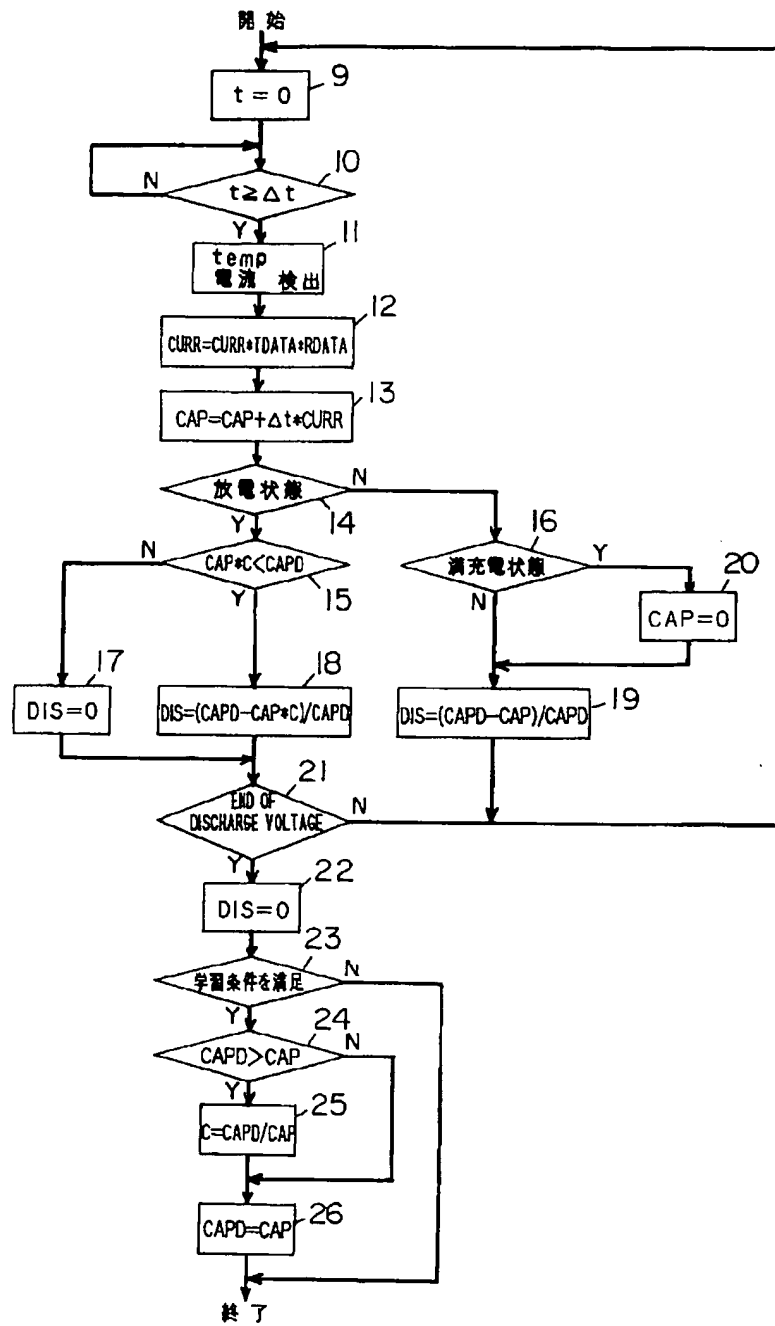 開始
9
t=0
10
N
t≥Δt
Y
11
temp
電流 検出
12
CURR=CURR*TDATA*RDATA
13
CAP=CAP+Δt*CURR
放電状態
N
14
Y
16
満充電状態
Y
N
20
CAP=0
N
CAP*C<CAPD
15
Y
17
DIS=0
18
DIS=(CAPD-CAP*C)/CAPD
19
DIS=(CAPD-CAP)/CAPD
21
END OF
DISCHARGE VOLTAGE
N
Y
22
DIS=0
23
学習条件を満足
N
Y
24
CAPD>CAP
N
Y
25
C=CAPD/CAP
26
CAPD=CAP
終了